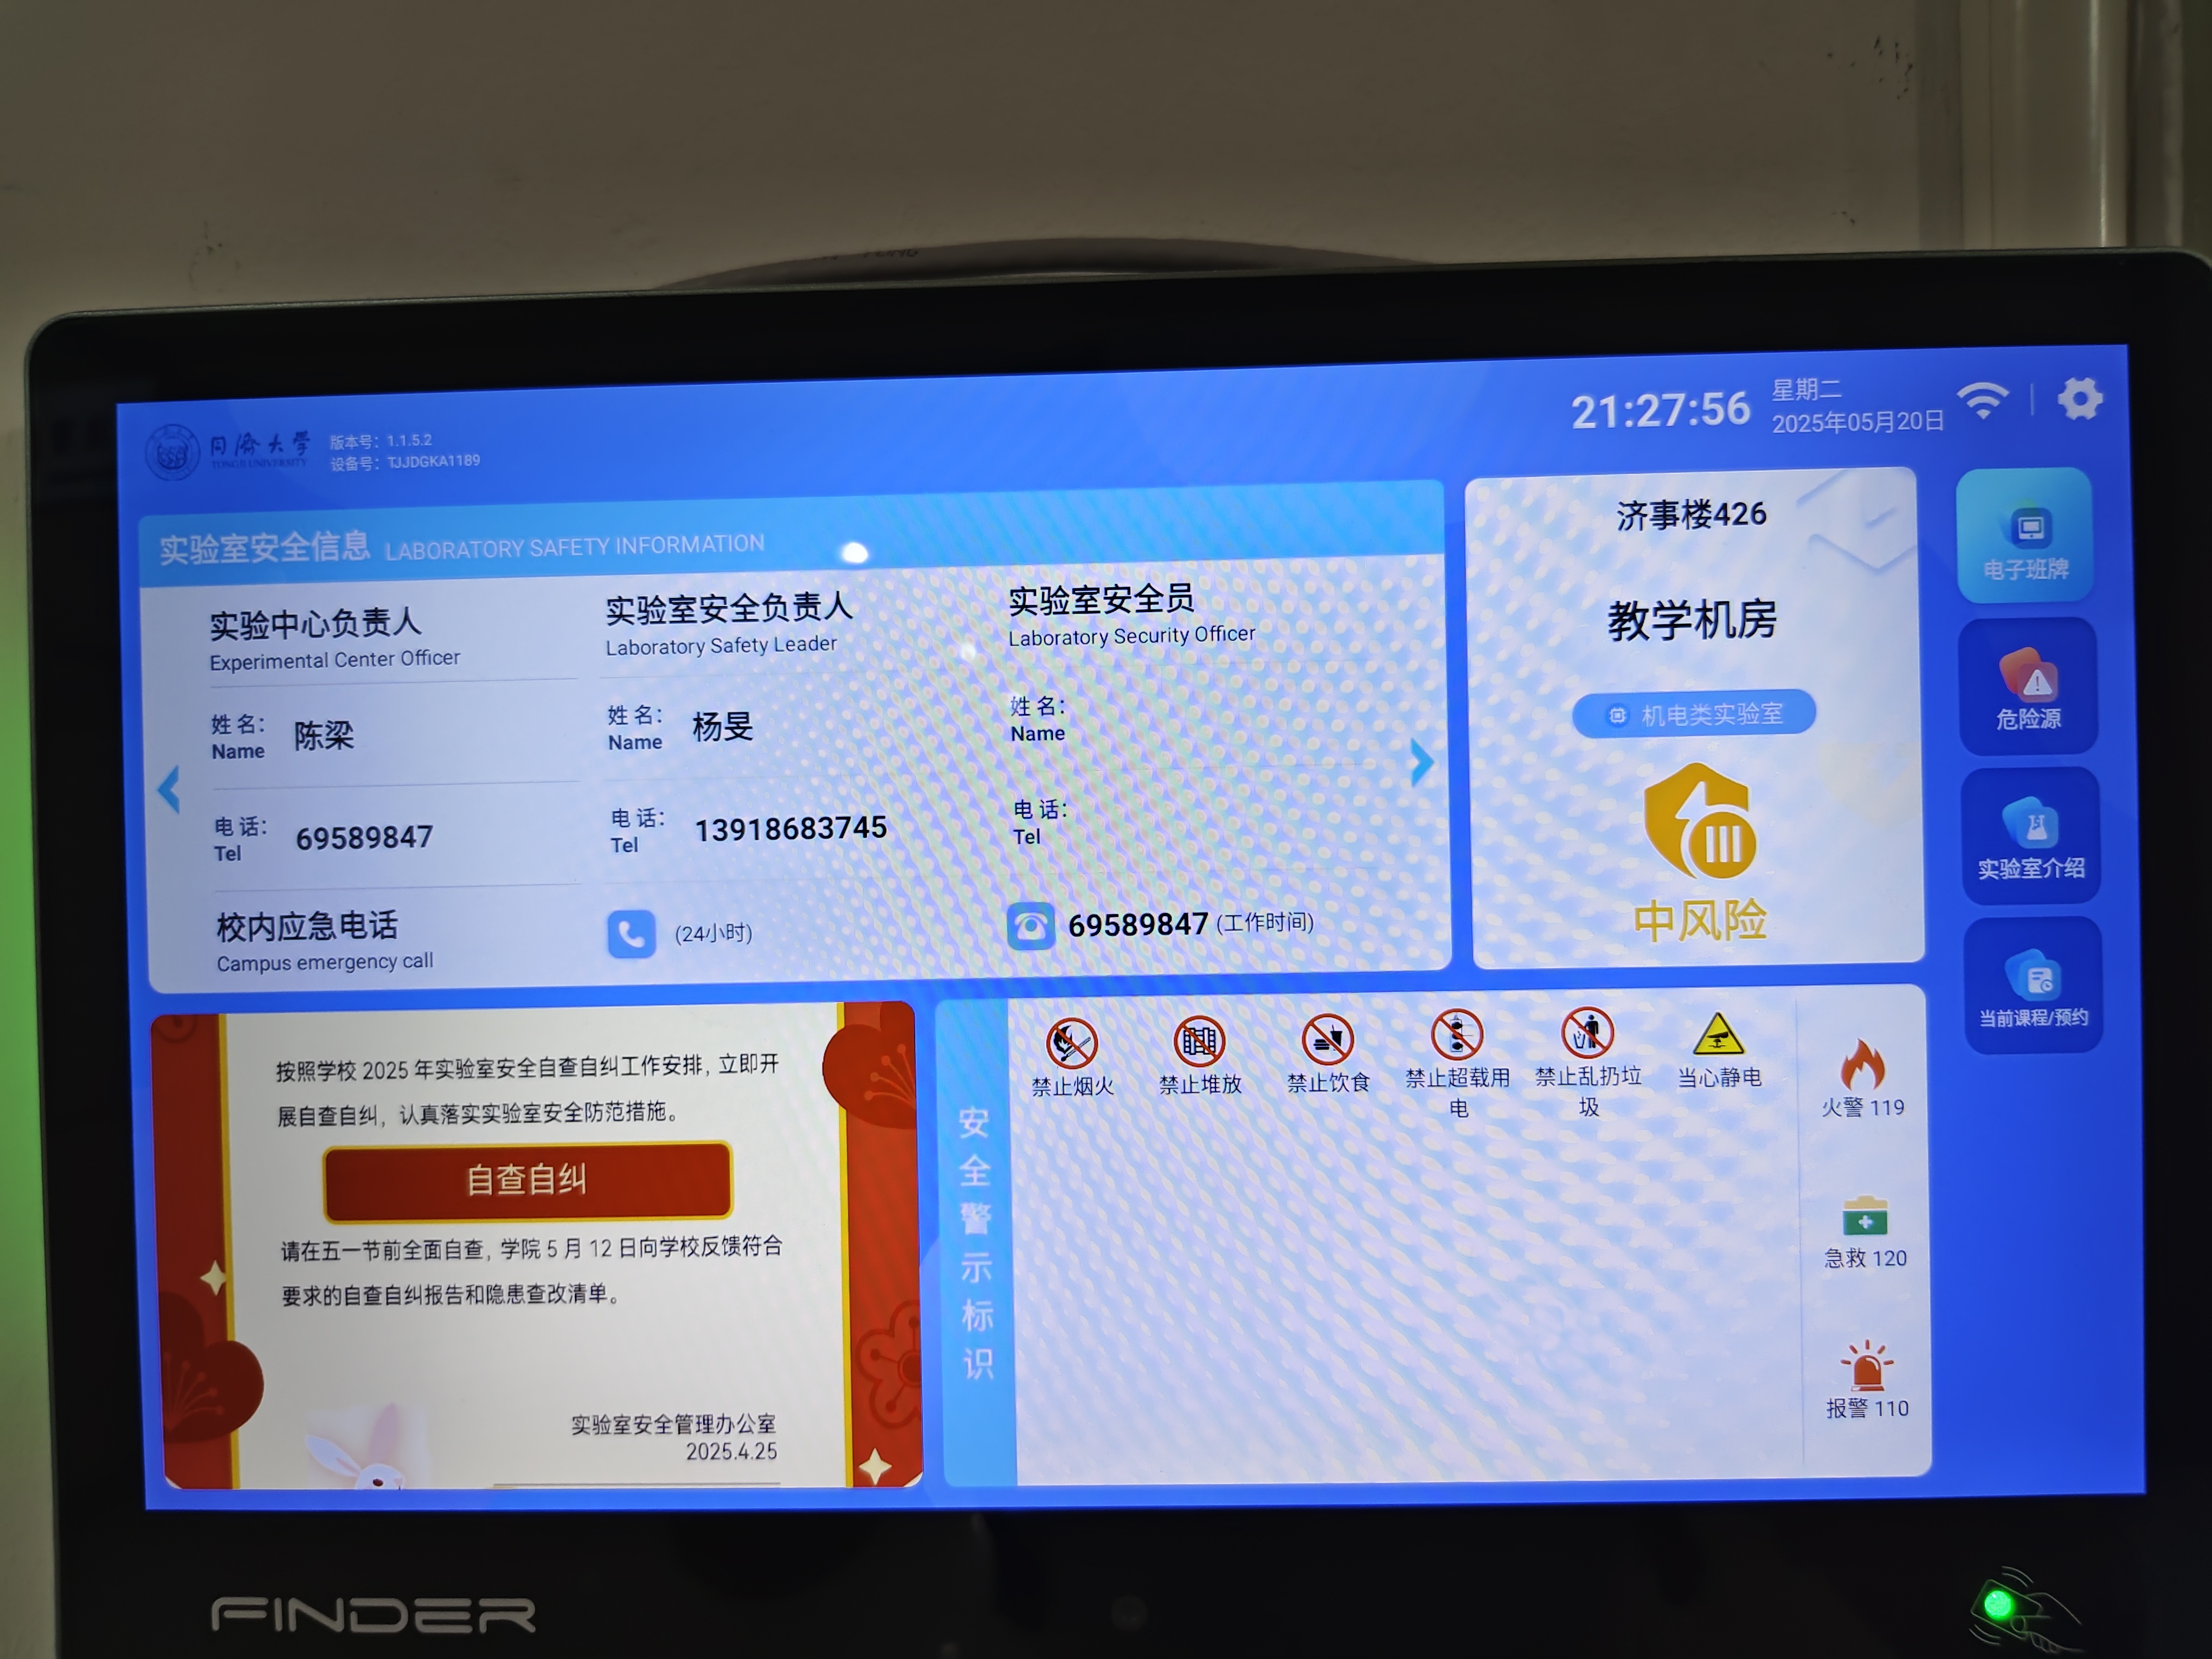 同济大学
TONGJI UNIVERSITY
版本号：1.1.5.2
设备号：TJJDGKA1189
21:27:56
星期二
2025年05月20日
实验室安全信息 LABORATORY SAFETY INFORMATION
实验中心负责人
Experimental Center Officer
姓 名：
Name
陈梁
电 话：
Tel
69589847
实验室安全负责人
Laboratory Safety Leader
姓 名：
Name
杨旻
电 话：
Tel
13918683745
实验室安全员
Laboratory Security Officer
姓 名：
Name
电 话：
Tel
校内应急电话
Campus emergency call
(24小时)
69589847 (工作时间)
济事楼426
教学机房
机电类实验室
III
中风险
电子班牌
危险源
实验室介绍
当前课程/预约
按照学校 2025 年实验室安全自查自纠工作安排，立即开
展自查自纠，认真落实实验室安全防范措施。
自查自纠
请在五一节前全面自查，学院 5 月 12 日向学校反馈符合
要求的自查自纠报告和隐患查改清单。
实验室安全管理办公室
2025.4.25
安全警示标识
禁止烟火
禁止堆放
禁止饮食
禁止超载用
电
禁止乱扔垃
圾
当心静电
火警 119
急救 120
报警 110
FINDER